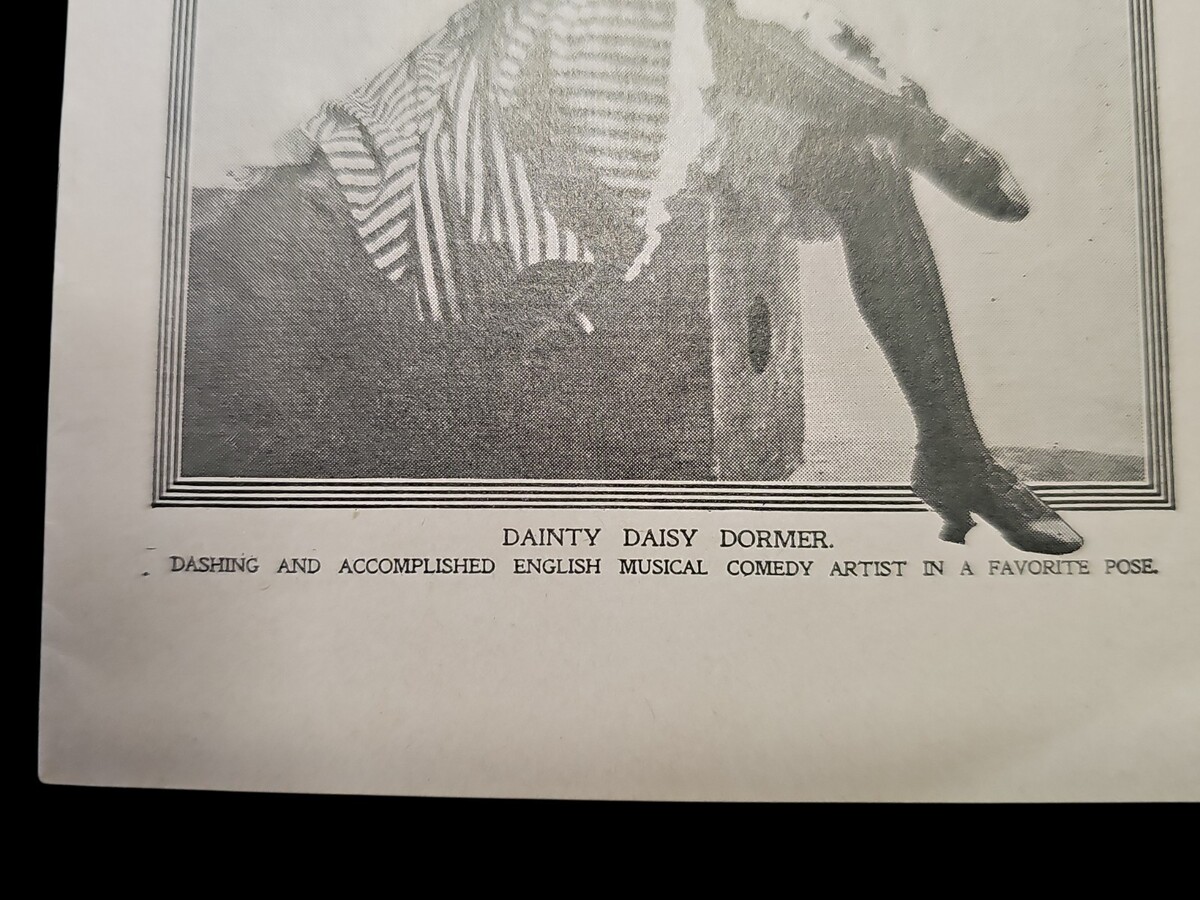 DAINTY DAISY DORMER.
DASHING AND ACCOMPLISHED ENGLISH MUSICAL COMEDY ARTIST IN A FAVORITE POSE.